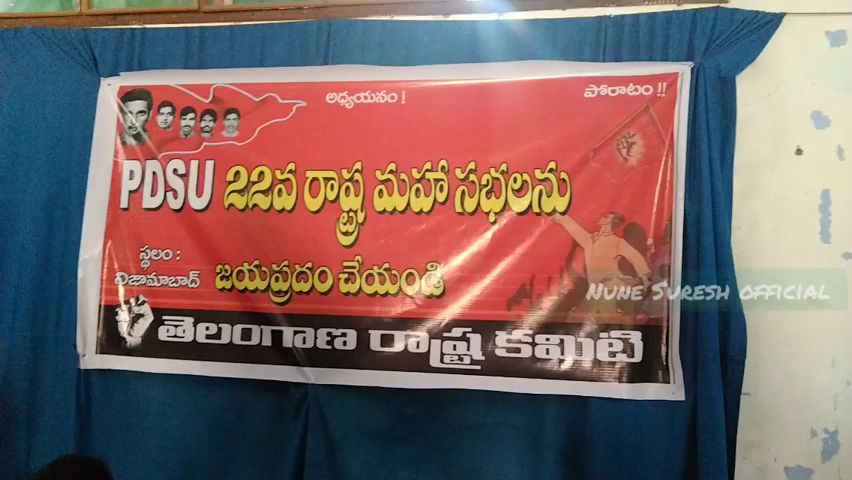 అధ్యయనం ! పోరాటం !!
PDSU 22వ రాష్ట్ర మహా సభలను
స్థలం :
నిజామాబాద్ జయప్రదం చేయండి
తెలంగాణ రాష్ట్ర కమిటి
NUNE SURESH OFFICIAL